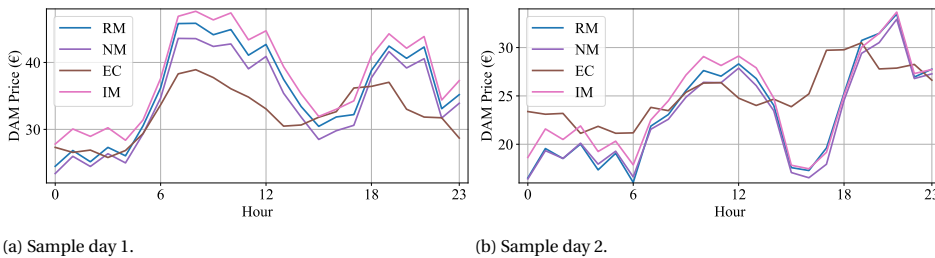 DAM Price (€)
40
30
RM
NM
EC
IM
0 6 12 18 23
Hour
(a) Sample day 1.
DAM Price (€)
30
25
20
RM
NM
EC
IM
0 6 12 18 23
Hour
(b) Sample day 2.